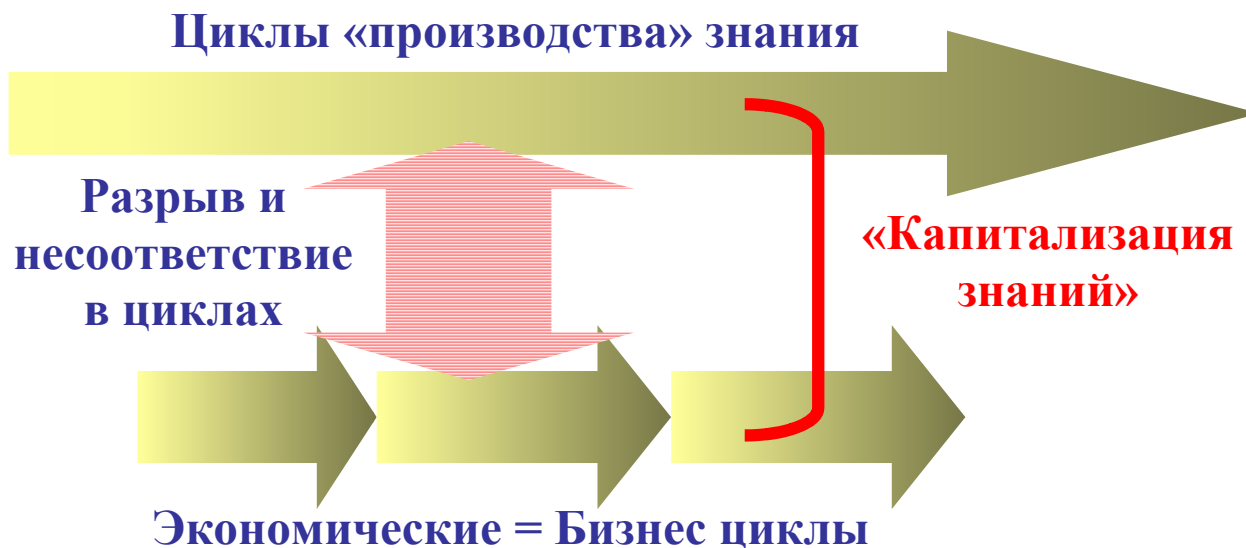 Циклы «производства» знания
Разрыв и
несоответствие
в циклах
«Капитализация
знаний»
Экономические = Бизнес циклы